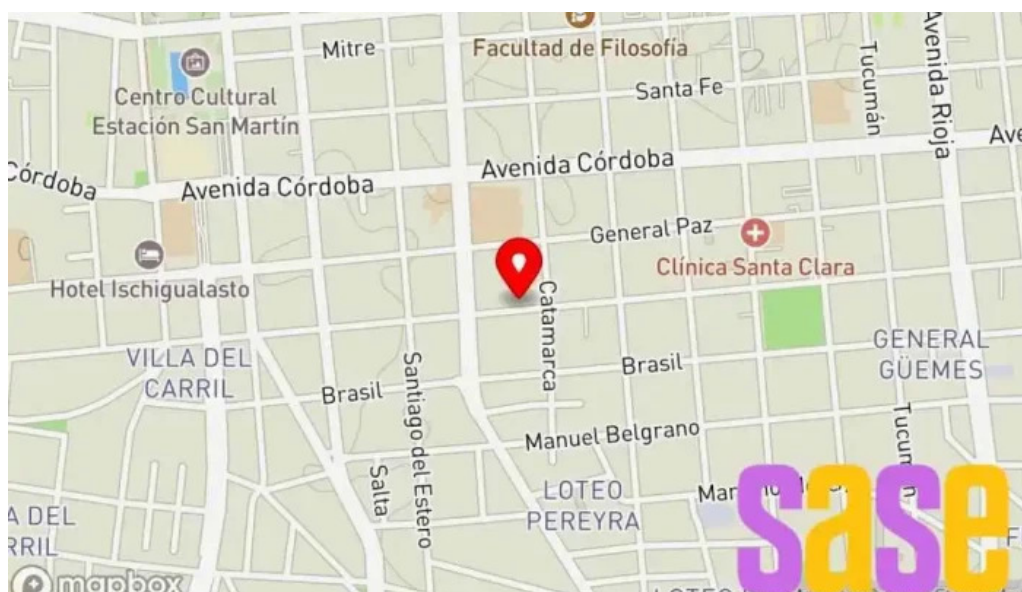 Mitre
Facultad de Filosofía
Avenida Rioja
Tucumán
Santa Fe
Centro Cultural
Estación San Martín
Córdoba
Avenida Córdoba
Avenida Córdoba
Ave
General Paz
Clínica Santa Clara
Hotel Ischigualasto
Catamarca
VILLA DEL
CARRIL
GENERAL
GÜEMES
Brasil
Brasil
Santiago del Estero
Manuel Belgrano
Salta
LOTEO
PEREYRA
A DEL
RRIL
mapbox
sase